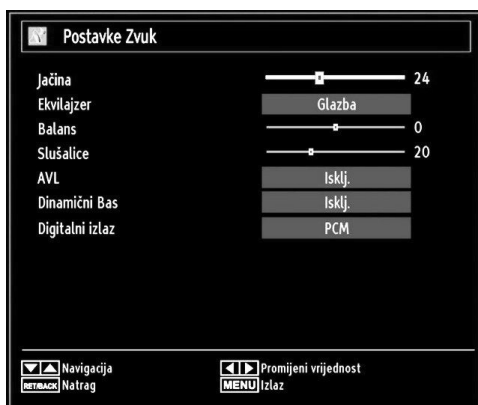 Postavke Zvuk
Jačina 24
Ekvilajzer Glazba
Balans 0
Slušalice 20
AVL Isklj.
Dinamični Bas Isklj.
Digitalni izlaz PCM
Navigacija Promijeni vrijednost
RET/BACK Natrag MENU Izlaz